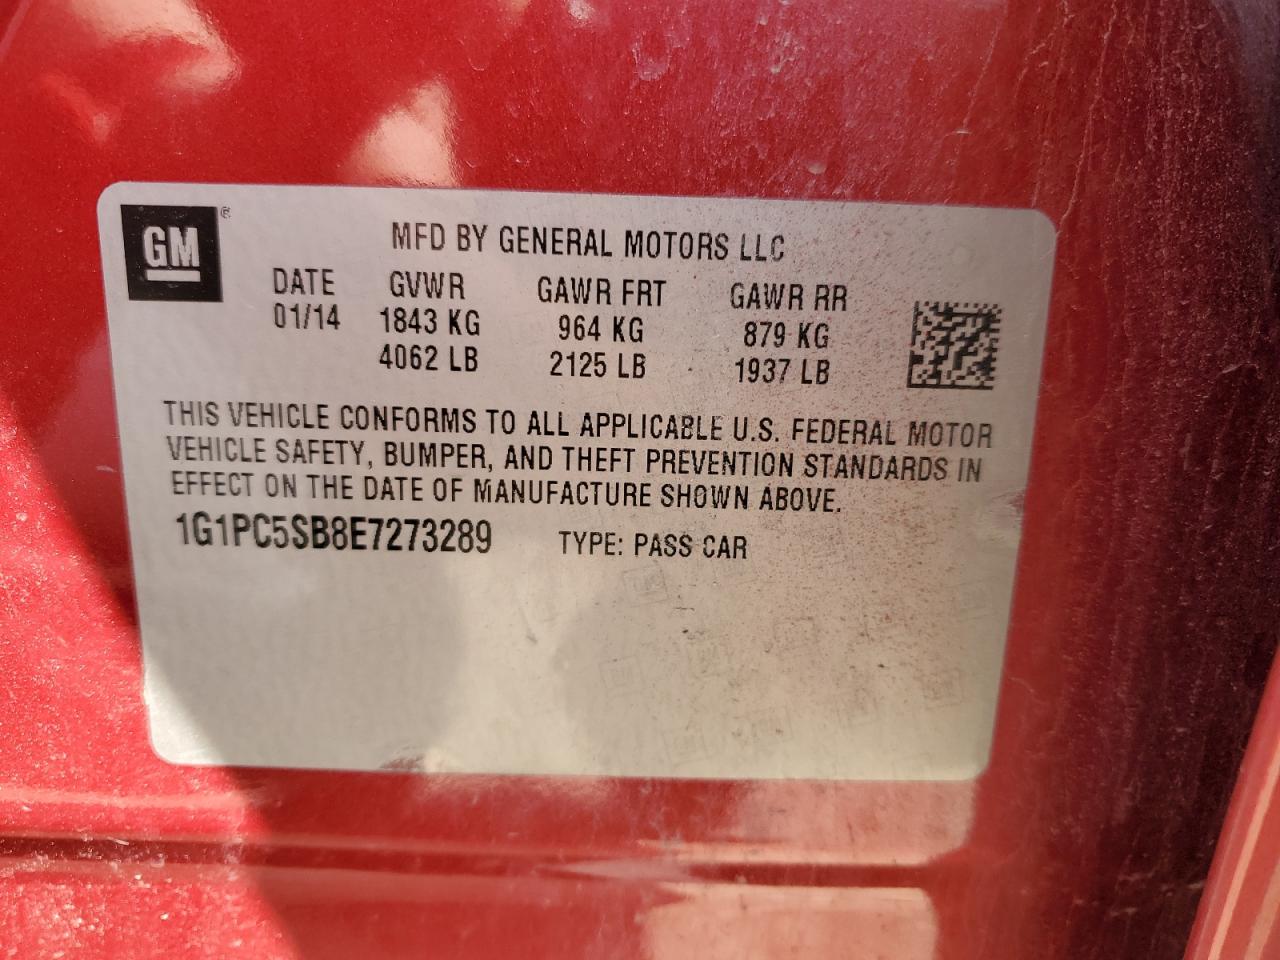 GM ®
MFD BY GENERAL MOTORS LLC
DATE GVWR GAWR FRT GAWR RR
01/14 1843 KG 964 KG 879 KG
4062 LB 2125 LB 1937 LB
THIS VEHICLE CONFORMS TO ALL APPLICABLE U.S. FEDERAL MOTOR
VEHICLE SAFETY, BUMPER, AND THEFT PREVENTION STANDARDS IN
EFFECT ON THE DATE OF MANUFACTURE SHOWN ABOVE.
1G1PC5SB8E7273289 TYPE: PASS CAR